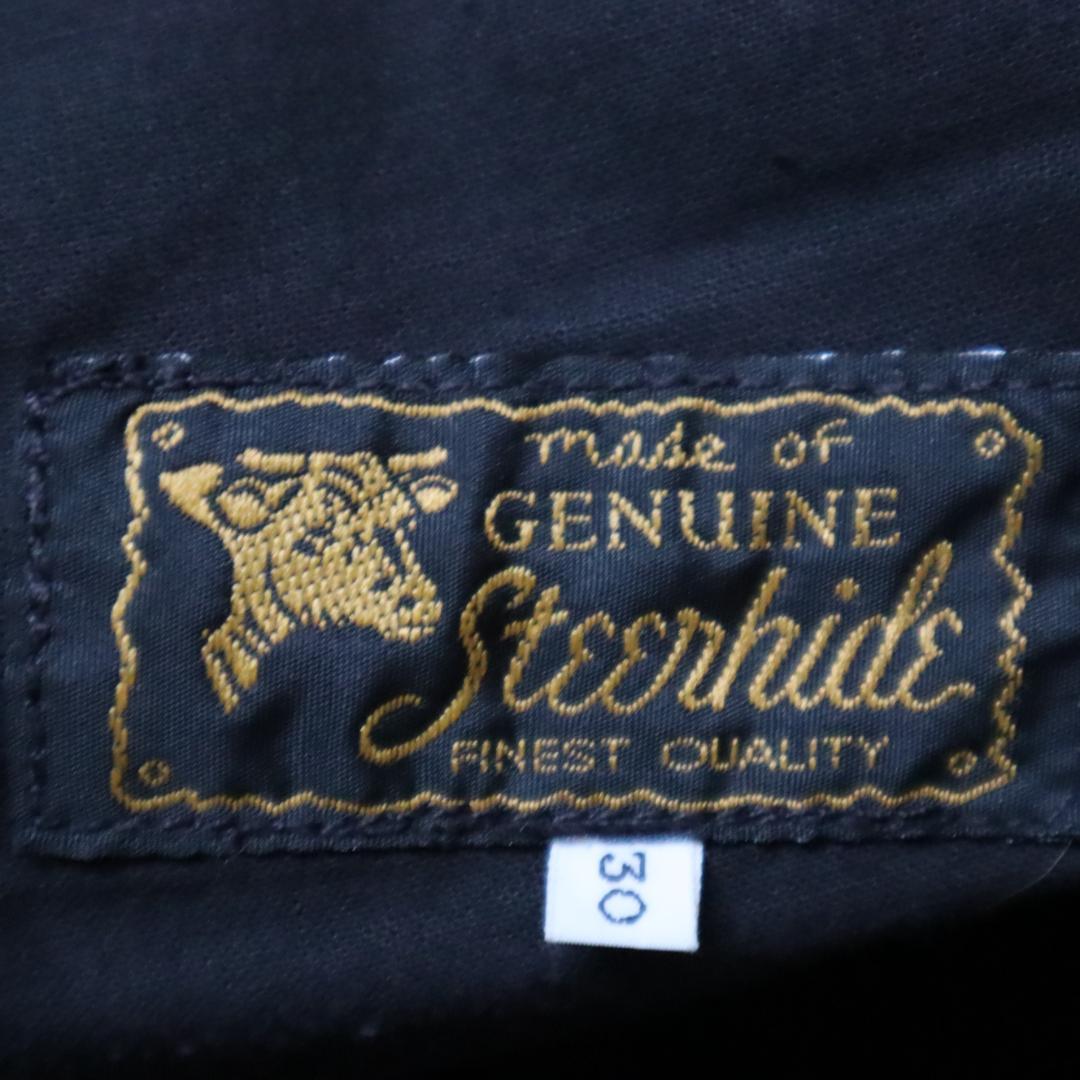 made of
GENUINE
Steerhide
FINEST QUALITY
30